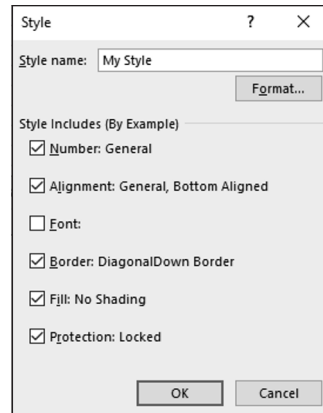 Style ? ×
Style name: My Style
Format...
Style Includes (By Example)
Number: General
Alignment: General, Bottom Aligned
Font:
Border: DiagonalDown Border
Fill: No Shading
Protection: Locked
OK Cancel